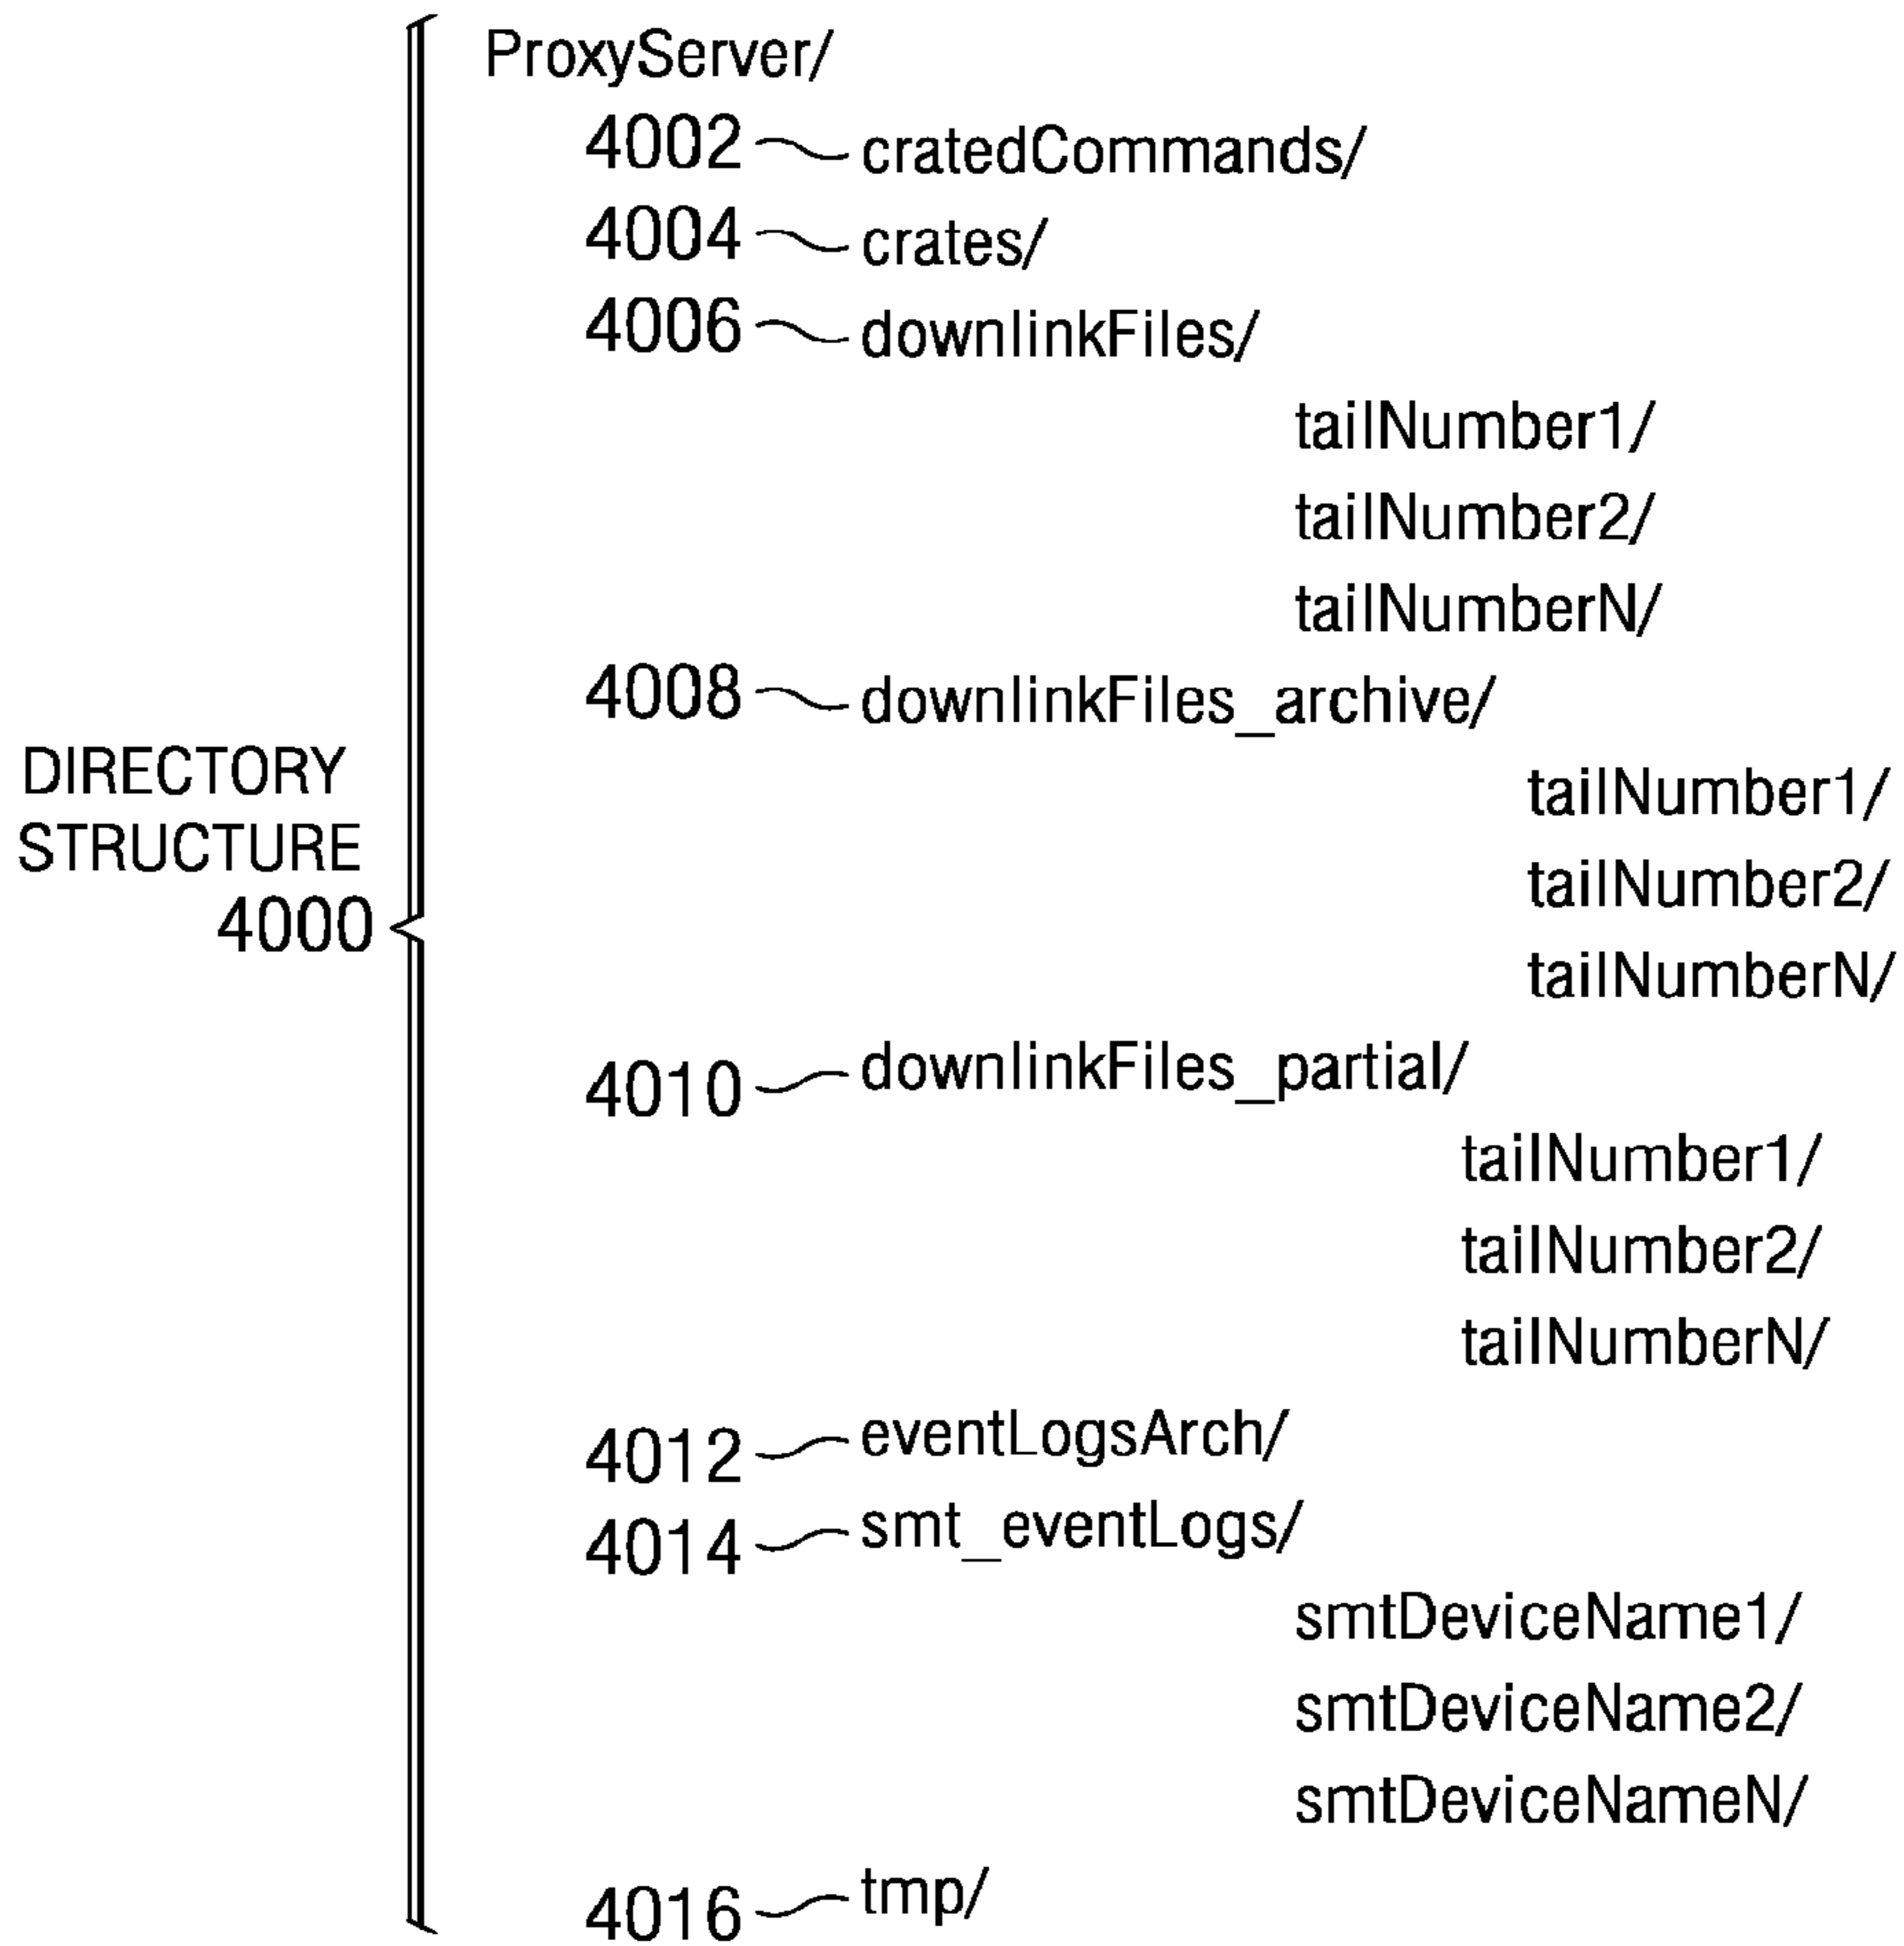 ProxyServer/
4002 cratedCommands/
4004 crates/
4006 downlinkFiles/
tailNumber1/
tailNumber2/
tailNumberN/
4008 downlinkFiles_archive/
DIRECTORY
STRUCTURE
4000
tailNumber1/
tailNumber2/
tailNumberN/
4010 downlinkFiles_partial/
tailNumber1/
tailNumber2/
tailNumberN/
4012 eventLogsArch/
4014 smt_eventLogs/
smtDeviceName1/
smtDeviceName2/
smtDeviceNameN/
4016 tmp/